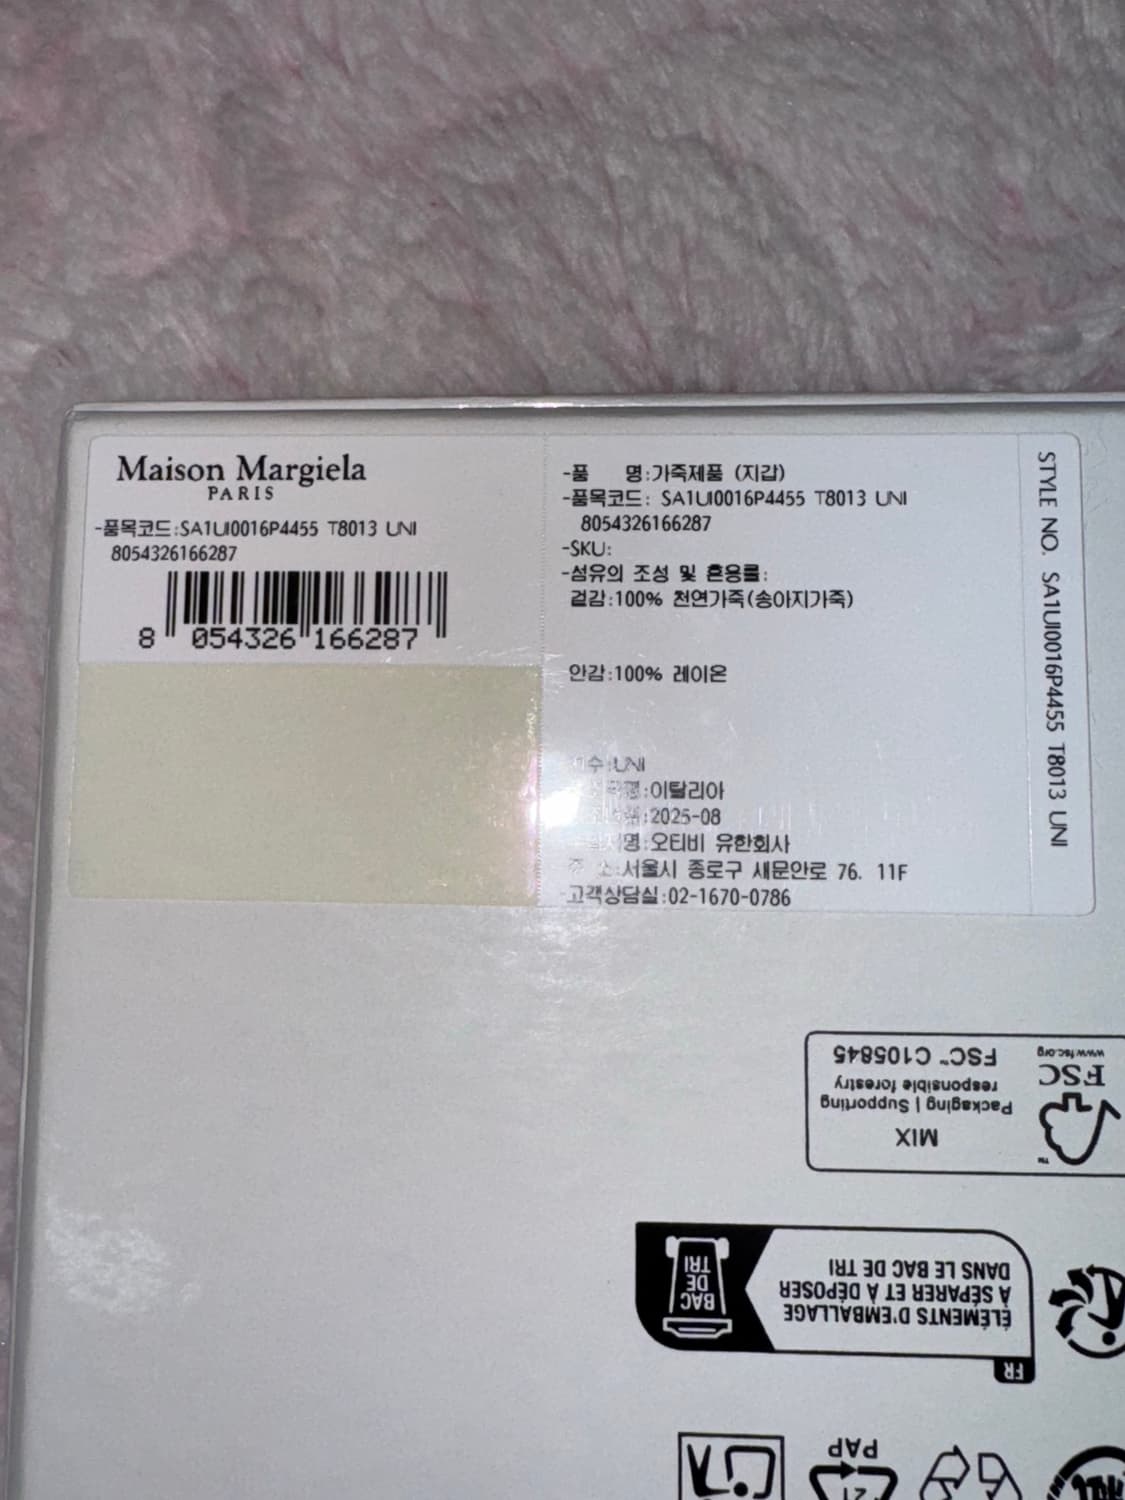 Maison Margiela
PARIS
-품목코드:SA1UI0016P4455 T8013 UNI
8054326166287
8 054326 166287
-품 명:가죽제품 (지갑)
-품목코드: SA1UI0016P4455 T8013 UNI
8054326166287
-SKU:
-섬유의 조성 및 혼용률:
겉감:100% 천연가죽(송아지가죽)
안감:100% 레이온
수:UNI
:이탈리아
:2025-08
명:오티비 유한회사
주 소:서울시 종로구 새문안로 76. 11F
-고객상담실:02-1670-0786
STYLE NO. SA1UI0016P4455 T8013 UNI
FSC
www.fsc.org
MIX
Packaging | Supporting
responsible forestry
FSC™ C105845
FR
ÉLÉMENTS D'EMBALLAGE
À SÉPARER ET À DÉPOSER
DANS LE BAC DE TRI
BAC
DE
TRI
21
PAP